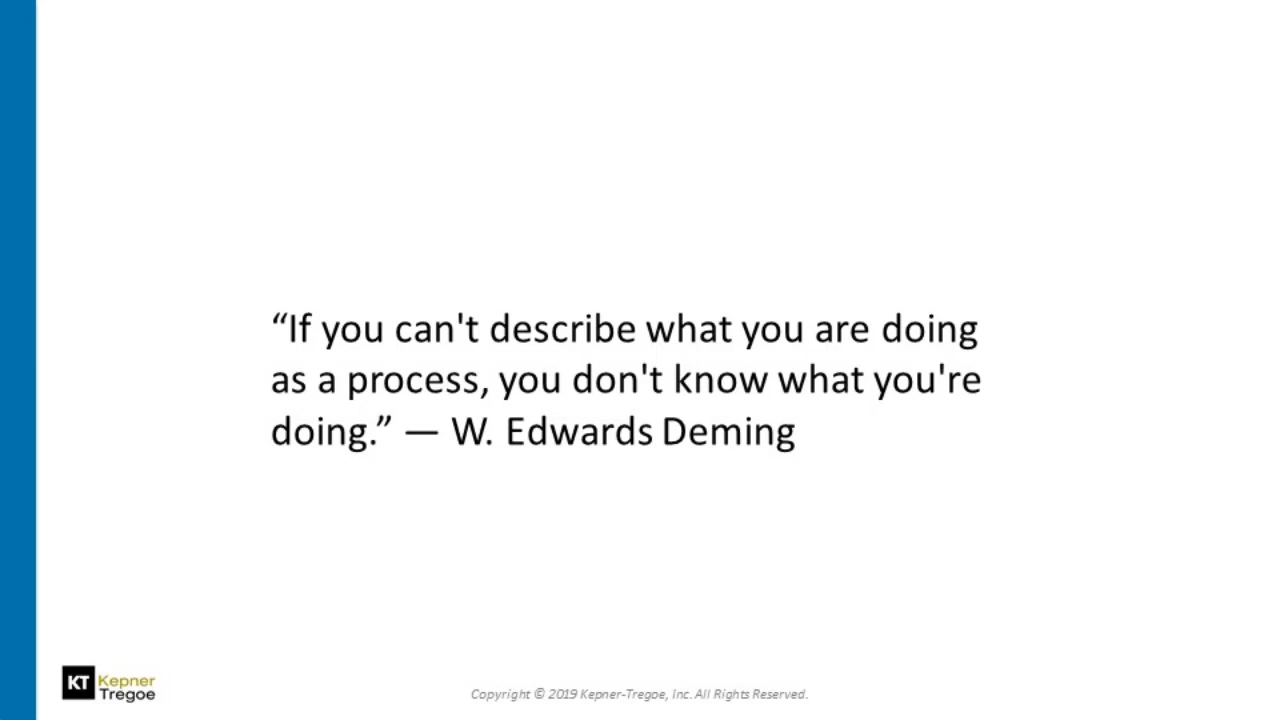 “If you can't describe what you are doing
as a process, you don't know what you're
doing.” — W. Edwards Deming
KT Kepner
Tregoe
Copyright © 2019 Kepner-Tregoe, Inc. All Rights Reserved.